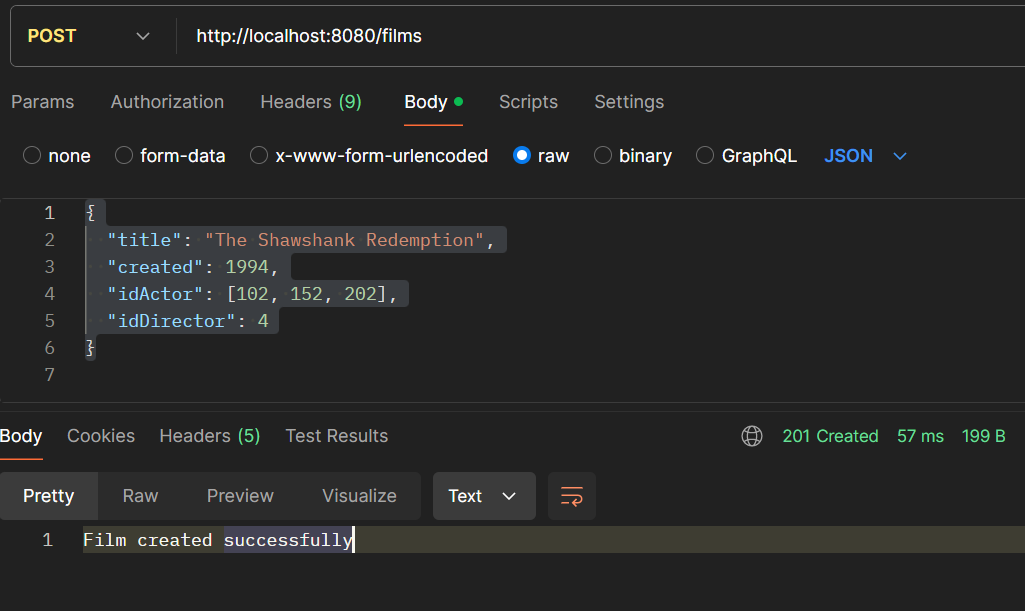 POST http://localhost:8080/films
Params Authorization Headers (9) Body Scripts Settings
none form-data x-www-form-urlencoded raw binary GraphQL JSON
1 {
2 "title": "The Shawshank Redemption",
3 "created": 1994,
4 "idActor": [102, 152, 202],
5 "idDirector": 4
6 }
7
Body Cookies Headers (5) Test Results 201 Created 57 ms 199 B
Pretty Raw Preview Visualize Text
1 Film created successfully